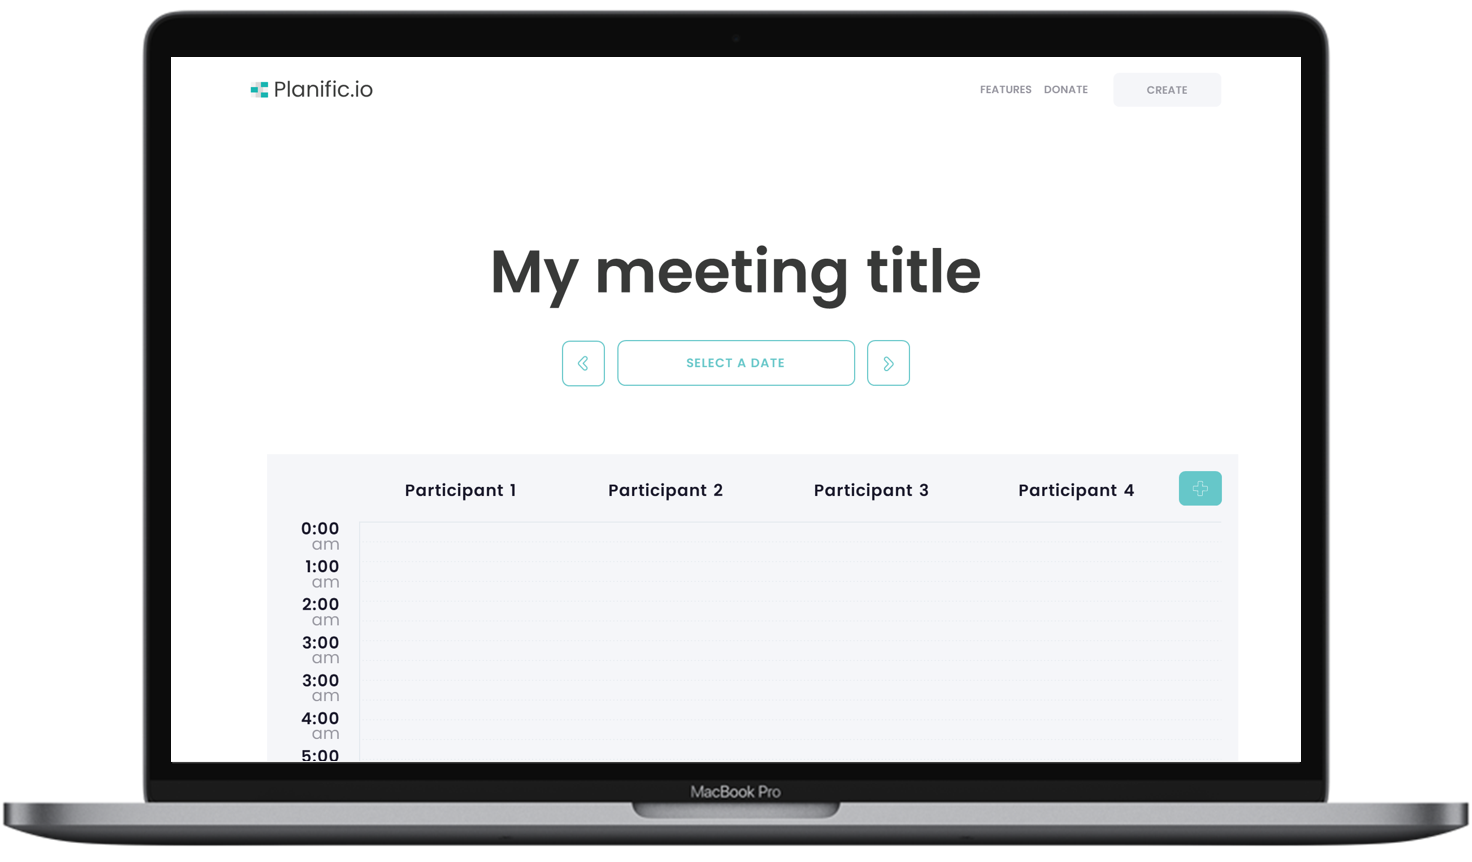 Planific.io
FEATURES DONATE CREATE
My meeting title
SELECT A DATE
Participant 1 Participant 2 Participant 3 Participant 4
0:00
am
1:00
am
2:00
am
3:00
am
3:00
am
4:00
am
5:00
MacBook Pro